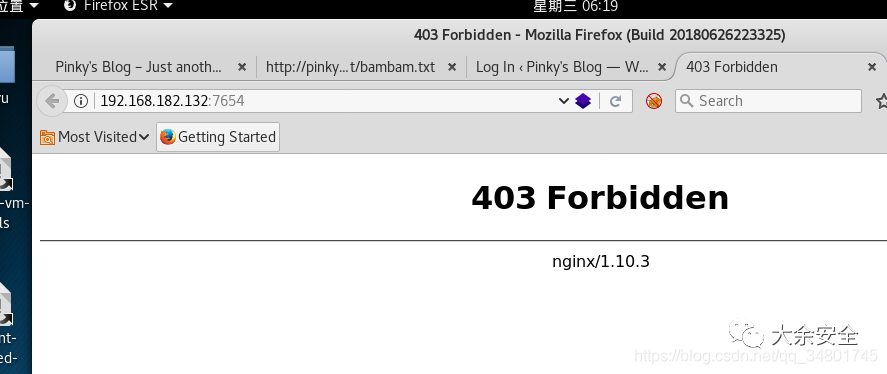 位置 Firefox ESR 星期三 06:19
403 Forbidden - Mozilla Firefox (Build 20180626223325)
Pinky's Blog – Just anoth... http://pinky...t/bambam.txt Log In ‹ Pinky's Blog — W... 403 Forbidden
192.168.182.132:7654 Search
Most Visited Getting Started
403 Forbidden
nginx/1.10.3
-vm-
ls
nt-
ed-
大余安全
https://blog.csdn.net/qq_34801745